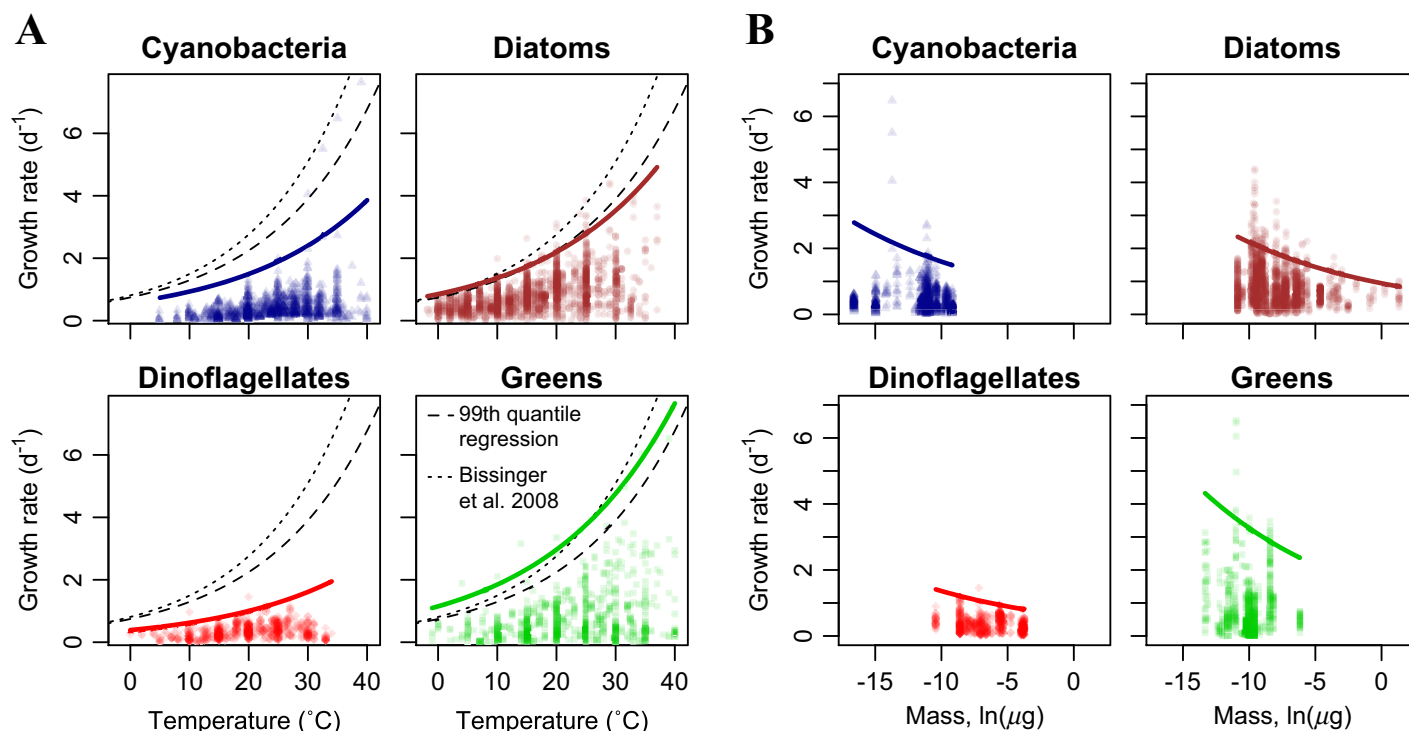 A
Cyanobacteria
Diatoms
Growth rate (d⁻¹)
0 2 4 6
Dinoflagellates
Greens
Growth rate (d⁻¹)
0 2 4 6
99th quantile
regression
Bissinger
et al. 2008
0 10 20 30 40
0 10 20 30 40
Temperature (˚C)
Temperature (˚C)
B
Cyanobacteria
Diatoms
Growth rate (d⁻¹)
0 2 4 6
Dinoflagellates
Greens
Growth rate (d⁻¹)
0 2 4 6
-15 -10 -5 0
-15 -10 -5 0
Mass, ln(μg)
Mass, ln(μg)